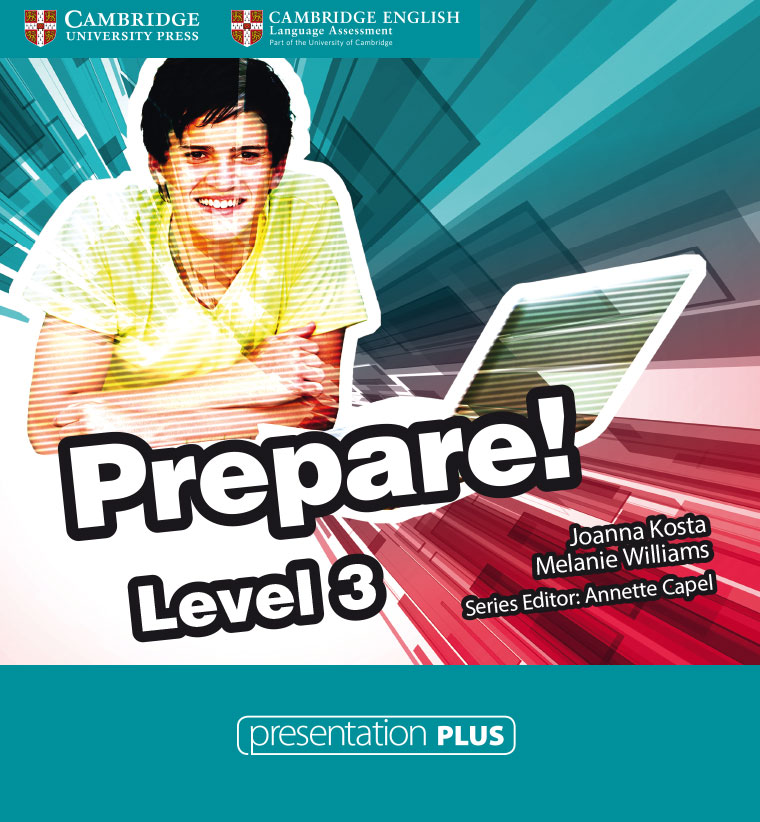 CAMBRIDGE
UNIVERSITY PRESS
CAMBRIDGE ENGLISH
Language Assessment
Part of the University of Cambridge
Prepare!
Level 3
Joanna Kosta
Melanie Williams
Series Editor: Annette Capel
presentation PLUS